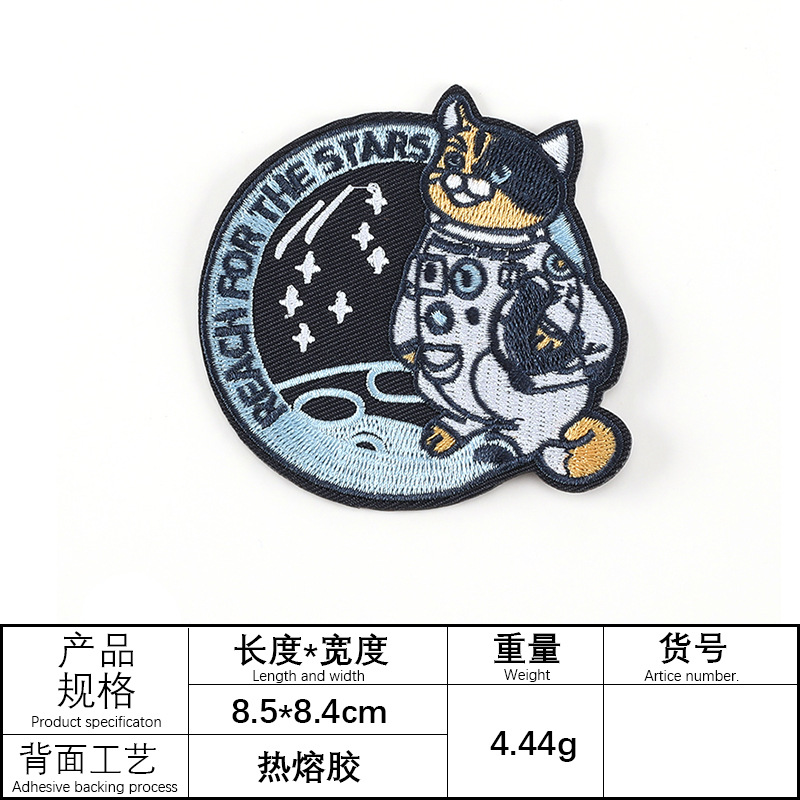 REACH FOR THE STARS
产品
规格
Product specificaton
长度*宽度
Length and width
重量
Weight
货号
Artice number.
8.5*8.4cm
4.44g
背面工艺
Adhesive backing process
热熔胶